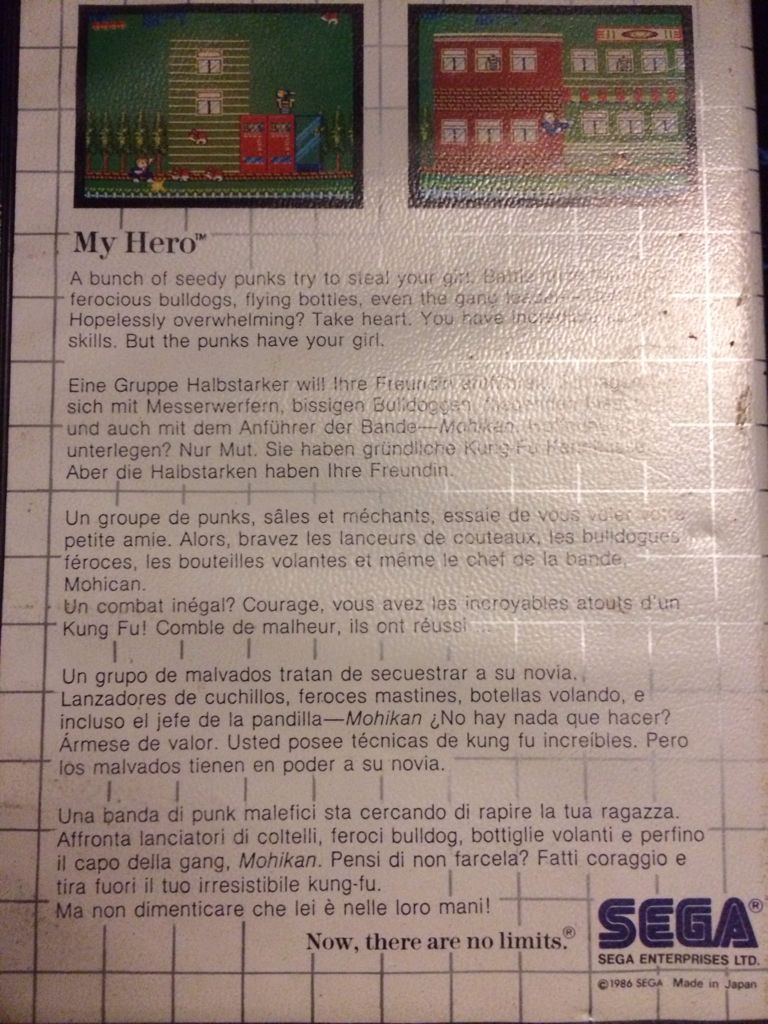 My Hero™
A bunch of seedy punks try to steal your girl. Battle
ferocious bulldogs, flying bottles, even the gang leader—
Hopelessly overwhelming? Take heart. You have incredible
skills. But the punks have your girl.
Eine Gruppe Halbstarker will Ihre Freundin entführen.
sich mit Messerwerfern, bissigen Bulldoggen,
und auch mit dem Anführer der Bande—Mohikan.
unterlegen? Nur Mut. Sie haben gründliche Kung-Fu
Aber die Halbstarken haben Ihre Freundin.
Un groupe de punks, sâles et méchants, essaie de vous voler votre
petite amie. Alors, bravez les lanceurs de couteaux, les bulldogues
féroces, les bouteilles volantes et même le chef de la bande,
Mohican.
Un combat inégal? Courage, vous avez les incroyables atouts d'un
Kung Fu! Comble de malheur, ils ont réussi ...
Un grupo de malvados tratan de secuestrar a su novia.
Lanzadores de cuchillos, feroces mastines, botellas volando, e
incluso el jefe de la pandilla—Mohikan ¿No hay nada que hacer?
Ármese de valor. Usted posee técnicas de kung fu increíbles. Pero
los malvados tienen en poder a su novia.
Una banda di punk malefici sta cercando di rapire la tua ragazza.
Affronta lanciatori di coltelli, feroci bulldog, bottiglie volanti e perfino
il capo della gang, Mohikan. Pensi di non farcela? Fatti coraggio e
tira fuori il tuo irresistibile kung-fu.
Ma non dimenticare che lei è nelle loro mani!
Now, there are no limits.®
SEGA®
SEGA ENTERPRISES LTD.
©1986 SEGA Made in Japan